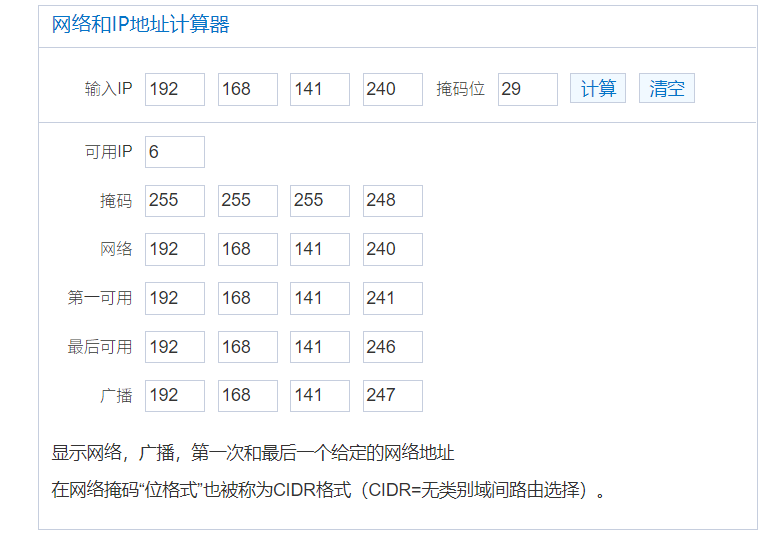 网络和IP地址计算器
输入IP 192 168 141 240 掩码位 29 计算 清空
可用IP 6
掩码 255 255 255 248
网络 192 168 141 240
第一可用 192 168 141 241
最后可用 192 168 141 246
广播 192 168 141 247
显示网络，广播，第一次和最后一个给定的网络地址
在网络掩码“位格式”也被称为CIDR格式（CIDR=无类别域间路由选择）。